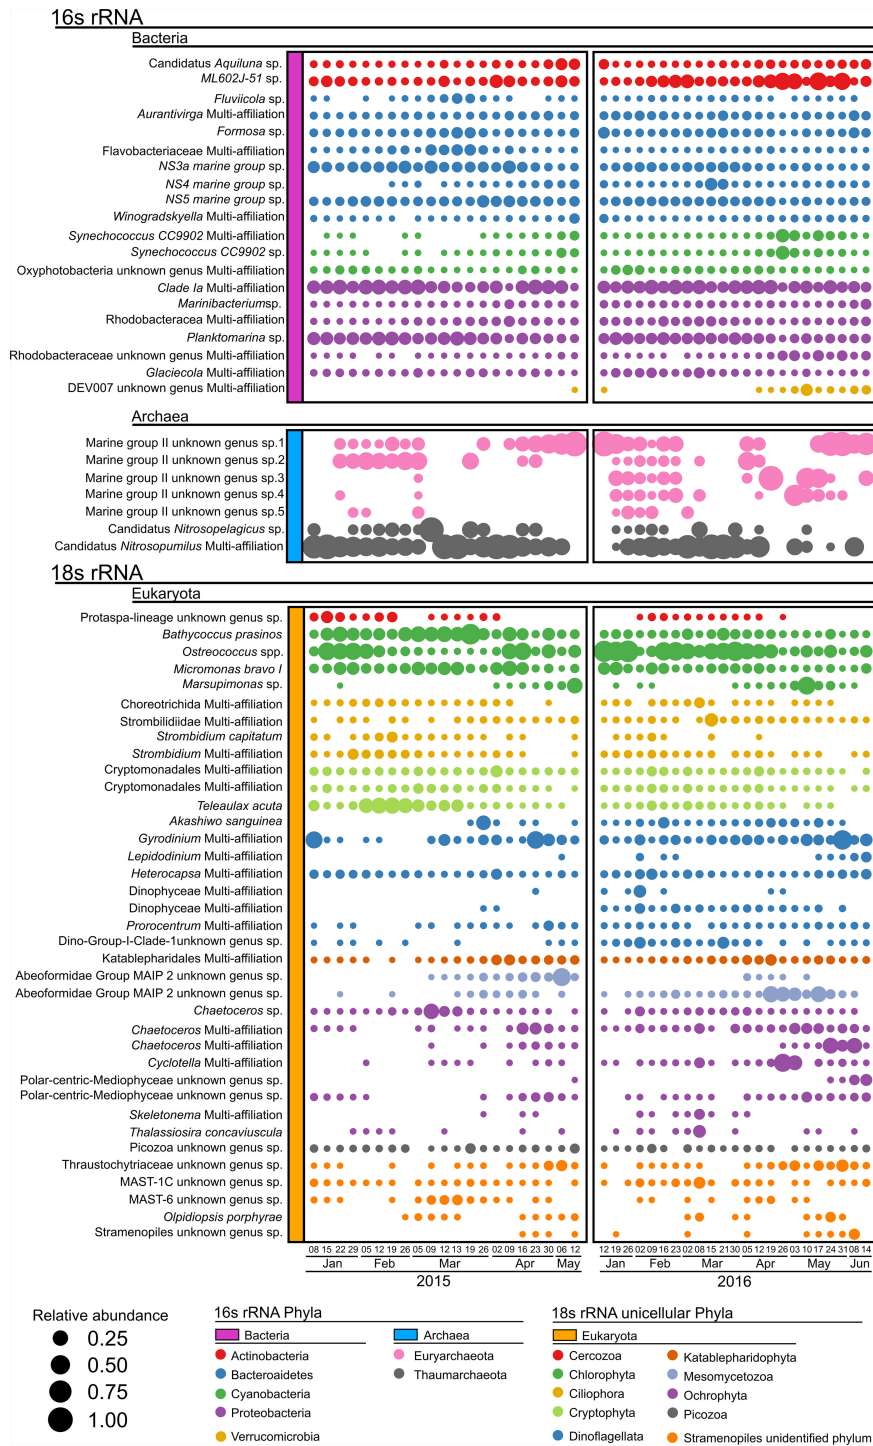 16s rRNA
Bacteria
Candidatus Aquiluna sp.
ML602J-51 sp.
Fluviicola sp.
Aurantivirga Multi-affiliation
Formosa sp.
Flavobacteriaceae Multi-affiliation
NS3a marine group sp.
NS4 marine group sp.
NS5 marine group sp.
Winogradskyella Multi-affiliation
Synechococcus CC9902 Multi-affiliation
Synechococcus CC9902 sp.
Oxyphotobacteria unknown genus Multi-affiliation
Clade Ia Multi-affiliation
Marinibacteriumsp.
Rhodobacteracea Multi-affiliation
Planktomarina sp.
Rhodobacteraceae unknown genus Multi-affiliation
Glaciecola Multi-affiliation
DEV007 unknown genus Multi-affiliation
Archaea
Marine group II unknown genus sp.1
Marine group II unknown genus sp.2
Marine group II unknown genus sp.3
Marine group II unknown genus sp.4
Marine group II unknown genus sp.5
Candidatus Nitrosopelagicus sp.
Candidatus Nitrosopumilus Multi-affiliation
18s rRNA
Eukaryota
Protaspa-lineage unknown genus sp.
Bathycoccus prasinos
Ostreococcus spp.
Micromonas bravo I
Marsupimonas sp.
Choreotrichida Multi-affiliation
Strombilidiidae Multi-affiliation
Strombidium capitatum
Strombidium Multi-affiliation
Cryptomonadales Multi-affiliation
Cryptomonadales Multi-affiliation
Teleaulax acuta
Akashiwo sanguinea
Gyrodinium Multi-affiliation
Lepidodinium Multi-affiliation
Heterocapsa Multi-affiliation
Dinophyceae Multi-affiliation
Dinophyceae Multi-affiliation
Prorocentrum Multi-affiliation
Dino-Group-I-Clade-1unknown genus sp.
Katablepharidales Multi-affiliation
Abeoformidae Group MAIP 2 unknown genus sp.
Abeoformidae Group MAIP 2 unknown genus sp.
Chaetoceros sp.
Chaetoceros Multi-affiliation
Chaetoceros Multi-affiliation
Cyclotella Multi-affiliation
Polar-centric-Mediophyceae unknown genus sp.
Polar-centric-Mediophyceae unknown genus sp.
Skeletonema Multi-affiliation
Thalassiosira concaviuscula
Picozoa unknown genus sp.
Thraustochytriaceae unknown genus sp.
MAST-1C unknown genus sp.
MAST-6 unknown genus sp.
Olpidiopsis porphyrae
Stramenopiles unknown genus sp.
08 15 22 29 05 12 19 26 05 09 12 13 19 26 02 09 16 23 30 06 12 12 19 26 02 09 16 23 02 08 15 21 30 05 12 19 26 03 10 17 24 31 08 14
Jan Feb Mar Apr May Jan Feb Mar Apr May Jun
2015 2016
Relative abundance
0.25
0.50
0.75
1.00
16s rRNA Phyla
Bacteria Archaea
Actinobacteria Euryarchaeota
Bacteroaidetes Thaumarchaeota
Cyanobacteria
Proteobacteria
Verrucomicrobia
18s rRNA unicellular Phyla
Eukaryota
Cercozoa Katablepharidophyta
Chlorophyta Mesomycetozoa
Ciliophora Ochrophyta
Cryptophyta Picozoa
Dinoflagellata Stramenopiles unidentified phylum